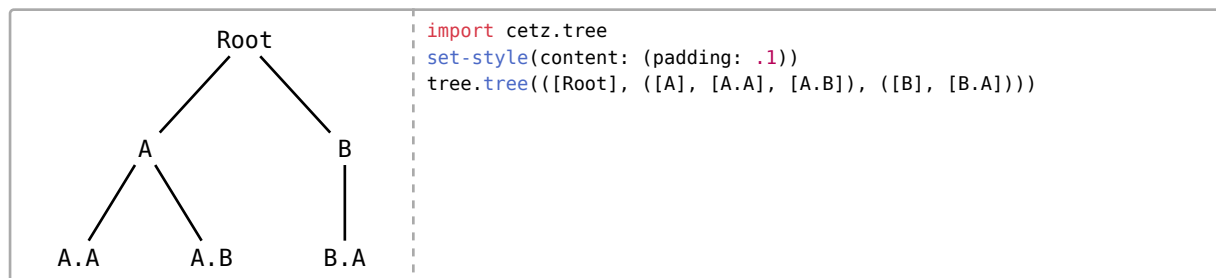 Root
A
B
A.A
A.B
B.A
import cetz.tree
set-style(content: (padding: .1))
tree.tree(([Root], ([A], [A.A], [A.B]), ([B], [B.A])))